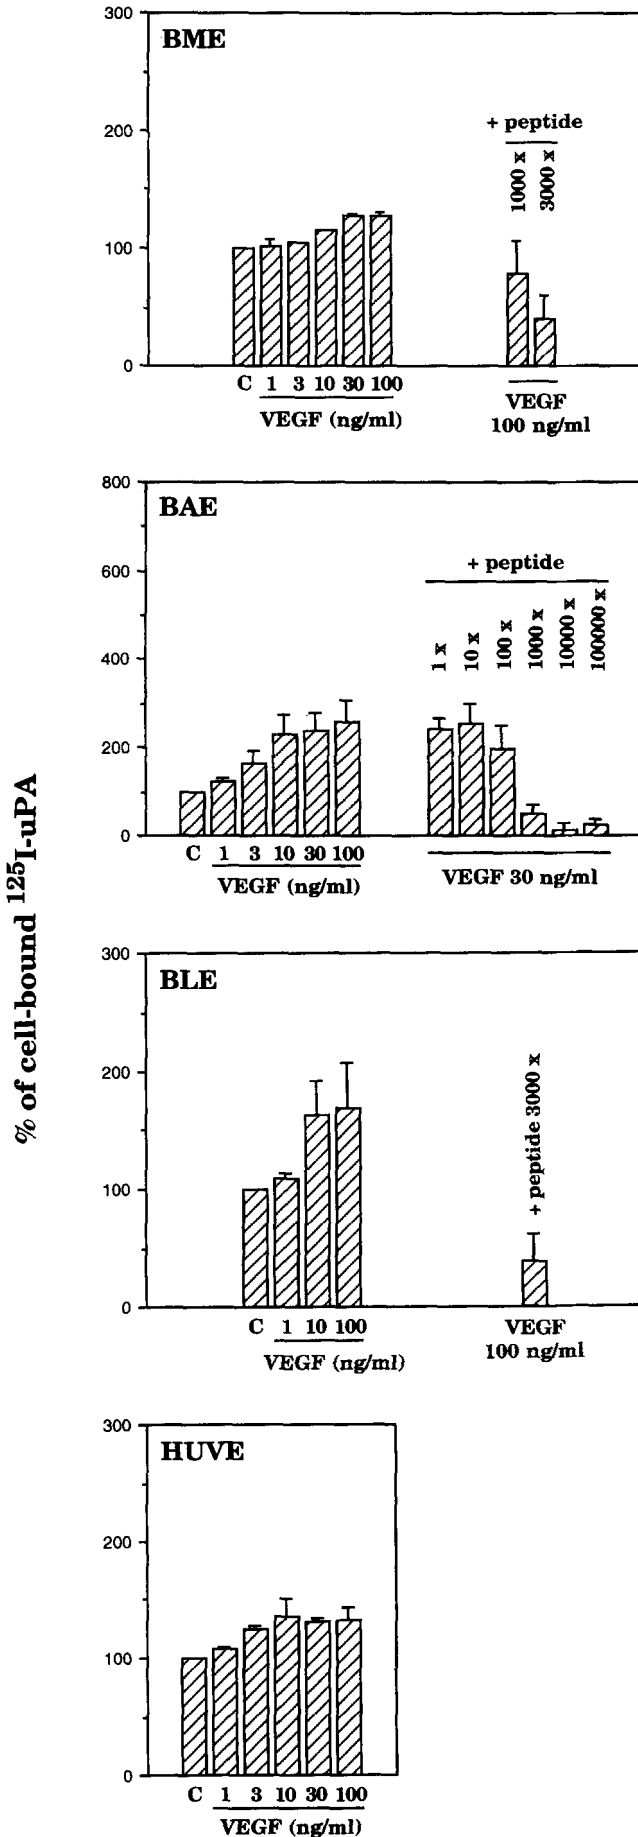 % of cell-bound 125I-uPA
300
BME
200
100
0
+ peptide
1000 x
3000 x
C 1 3 10 30 100
VEGF (ng/ml)
VEGF
100 ng/ml
800
BAE
600
400
200
0
+ peptide
1 x
10 x
100 x
1000 x
10000 x
100000 x
C 1 3 10 30 100
VEGF (ng/ml)
VEGF 30 ng/ml
300
BLE
200
100
0
+ peptide 3000 x
C 1 10 100
VEGF (ng/ml)
VEGF
100 ng/ml
300
HUVE
200
100
0
C 1 3 10 30 100
VEGF (ng/ml)